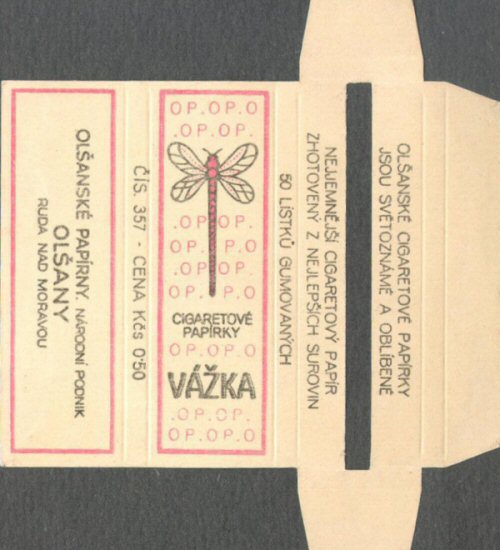 OLŠANSKÉ PAPÍRNY, NÁRODNÍ PODNIK
OLŠANY
RUDA NAD MORAVOU
ČÍS. 357 - CENA Kčs 0·50
OP.OP.O
.OP.OP.
.OP.OP.
OP.OP.O
.OP.OP.
OP.OP.O
CIGARETOVÉ
PAPÍRKY
OP.OP.O
VÁŽKA
.OP.OP.
OP.OP.O
50 LÍSTKŮ GUMOVANÝCH
NEJJEMNĚJŠÍ CIGARETOVÝ PAPÍR
ZHOTOVENÝ Z NEJLEPŠÍCH SUROVIN
OLŠANSKÉ CIGARETOVÉ PAPÍRKY
JSOU SVĚTOZNÁMÉ A OBLÍBENÉ